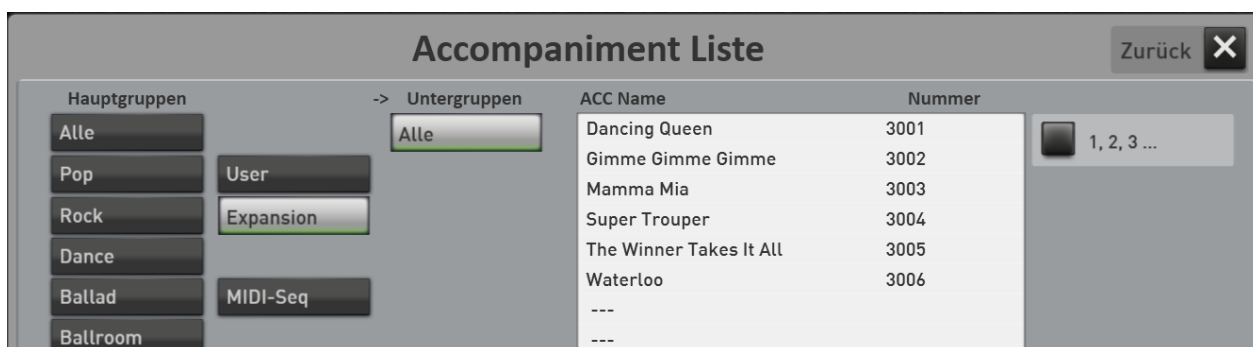 Accompaniment Liste
Zurück
Hauptgruppen -> Untergruppen ACC Name Nummer
Alle Alle Dancing Queen 3001
1, 2, 3 ...
Gimme Gimme Gimme 3002
Pop User
Mamma Mia 3003
Rock Expansion Super Trouper 3004
Dance The Winner Takes It All 3005
Ballad MIDI-Seq Waterloo 3006
---
Ballroom ---